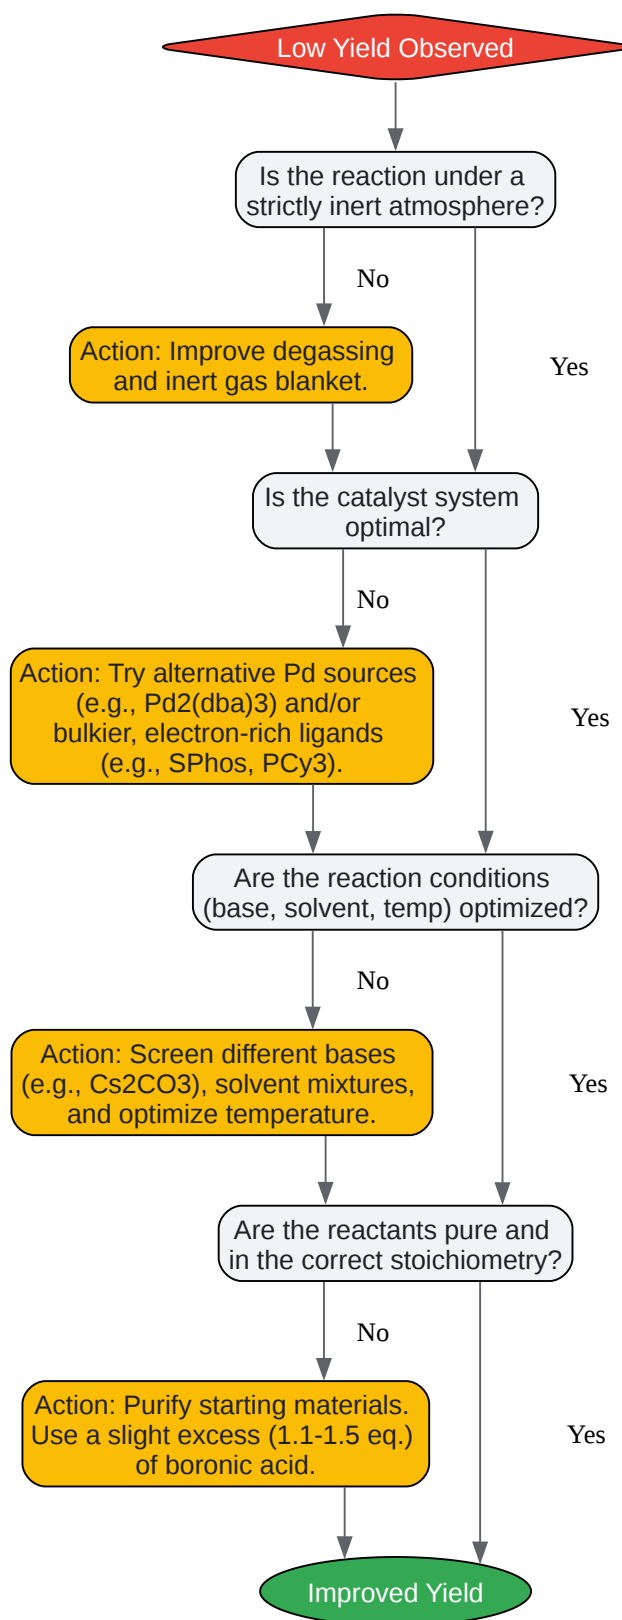 Low Yield Observed
Is the reaction under a
strictly inert atmosphere?
No
Action: Improve degassing
and inert gas blanket.
Yes
Is the catalyst system
optimal?
No
Action: Try alternative Pd sources
(e.g., Pd2(dba)3) and/or
bulkier, electron-rich ligands
(e.g., SPhos, PCy3).
Yes
Are the reaction conditions
(base, solvent, temp) optimized?
No
Action: Screen different bases
(e.g., Cs2CO3), solvent mixtures,
and optimize temperature.
Yes
Are the reactants pure and
in the correct stoichiometry?
No
Action: Purify starting materials.
Use a slight excess (1.1-1.5 eq.)
of boronic acid.
Yes
Improved Yield